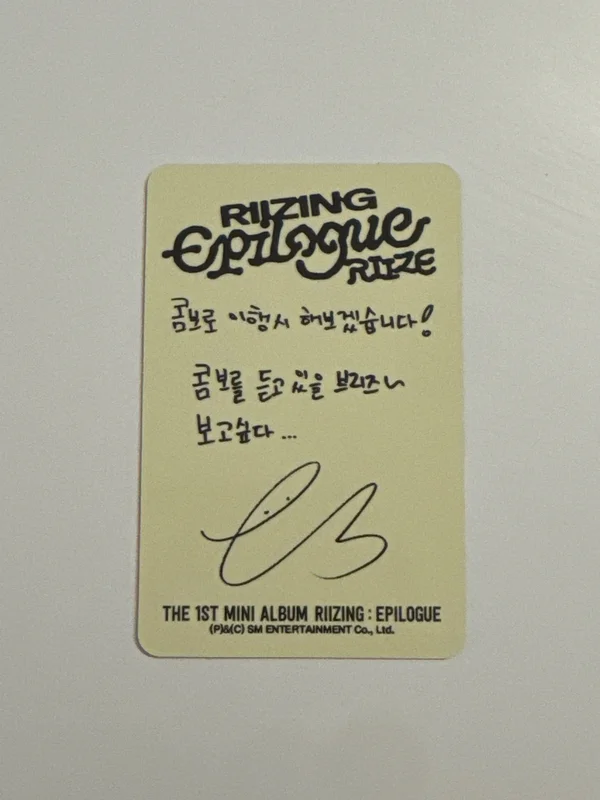 RIIZING
Epilogue
RIIZE
콤보로 이행시 해보겠습니다!
콤보를 듣고 있을 브리즈~
보고싶다...
THE 1ST MINI ALBUM RIIZING : EPILOGUE
(P)&(C) SM ENTERTAINMENT Co., Ltd.